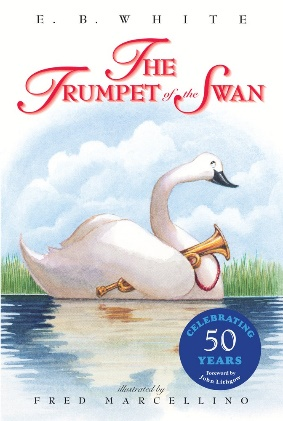 E. B. WHITE
THE
TRUMPET of the SWAN
CELEBRATING
50
YEARS
Foreword by
John Lithgow
illustrated by
FRED MARCELLINO